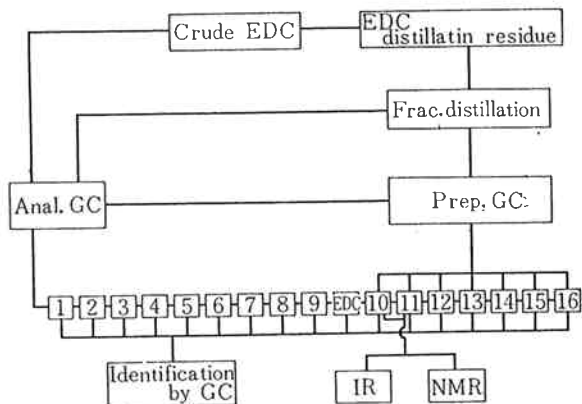 Crude EDC
EDC
distillatin residue
Frac.distillation
Anal. GC
Prep, GC:
1 2 3 4 5 6 7 8 9 EDC 10 11 12 13 14 15 16
Identification
by GC
IR
NMR